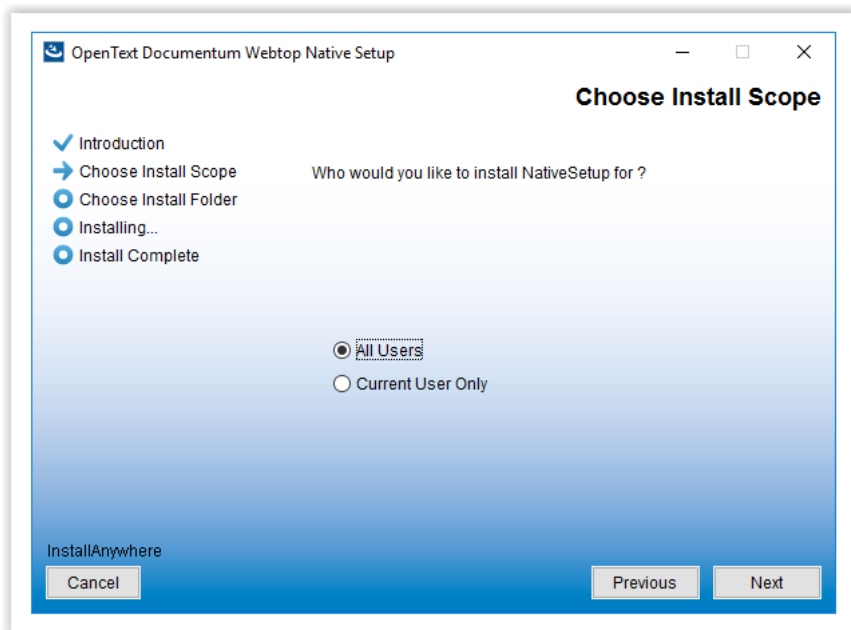 OpenText Documentum Webtop Native Setup
Choose Install Scope
Introduction
Choose Install Scope
Choose Install Folder
Installing...
Install Complete
Who would you like to install NativeSetup for ?
All Users
Current User Only
InstallAnywhere
Cancel
Previous
Next